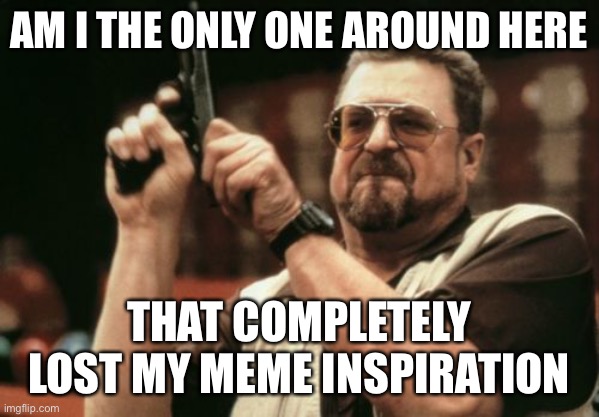 AM I THE ONLY ONE AROUND HERE
THAT COMPLETELY
LOST MY MEME INSPIRATION
imgflip.com